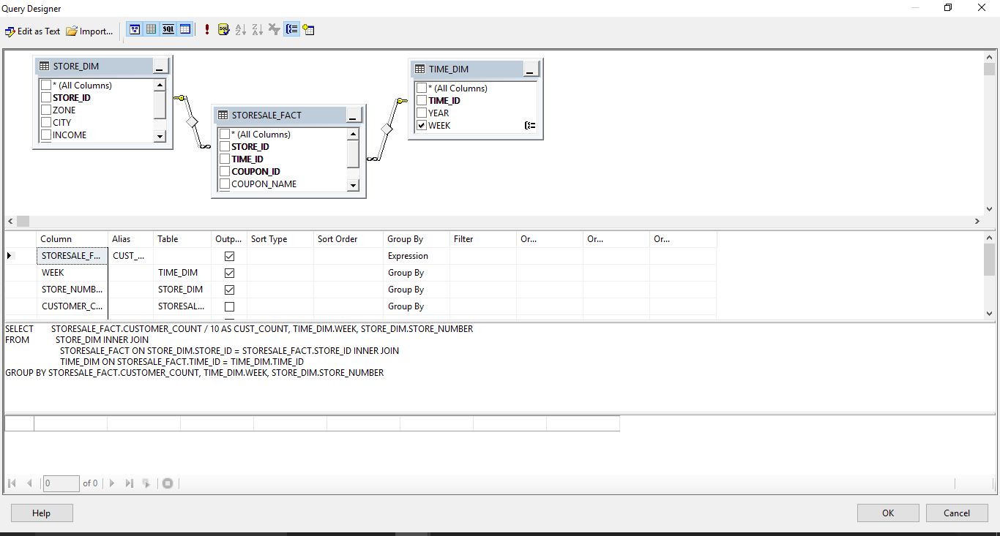 Query Designer
Edit as Text Import...
SQL
STORE_DIM
* (All Columns)
STORE_ID
ZONE
CITY
INCOME
STORESALE_FACT
* (All Columns)
STORE_ID
TIME_ID
COUPON_ID
COUPON_NAME
TIME_DIM
* (All Columns)
TIME_ID
YEAR
WEEK
Column Alias Table Outp... Sort Type Sort Order Group By Filter Or... Or... Or...
STORESALE_F... CUST_... Expression
WEEK TIME_DIM Group By
STORE_NUMB... STORE_DIM Group By
CUSTOMER_C... STORESAL... Group By
SELECT STORESALE_FACT.CUSTOMER_COUNT / 10 AS CUST_COUNT, TIME_DIM.WEEK, STORE_DIM.STORE_NUMBER
FROM STORE_DIM INNER JOIN
STORESALE_FACT ON STORE_DIM.STORE_ID = STORESALE_FACT.STORE_ID INNER JOIN
TIME_DIM ON STORESALE_FACT.TIME_ID = TIME_DIM.TIME_ID
GROUP BY STORESALE_FACT.CUSTOMER_COUNT, TIME_DIM.WEEK, STORE_DIM.STORE_NUMBER
0 of 0
Help OK Cancel